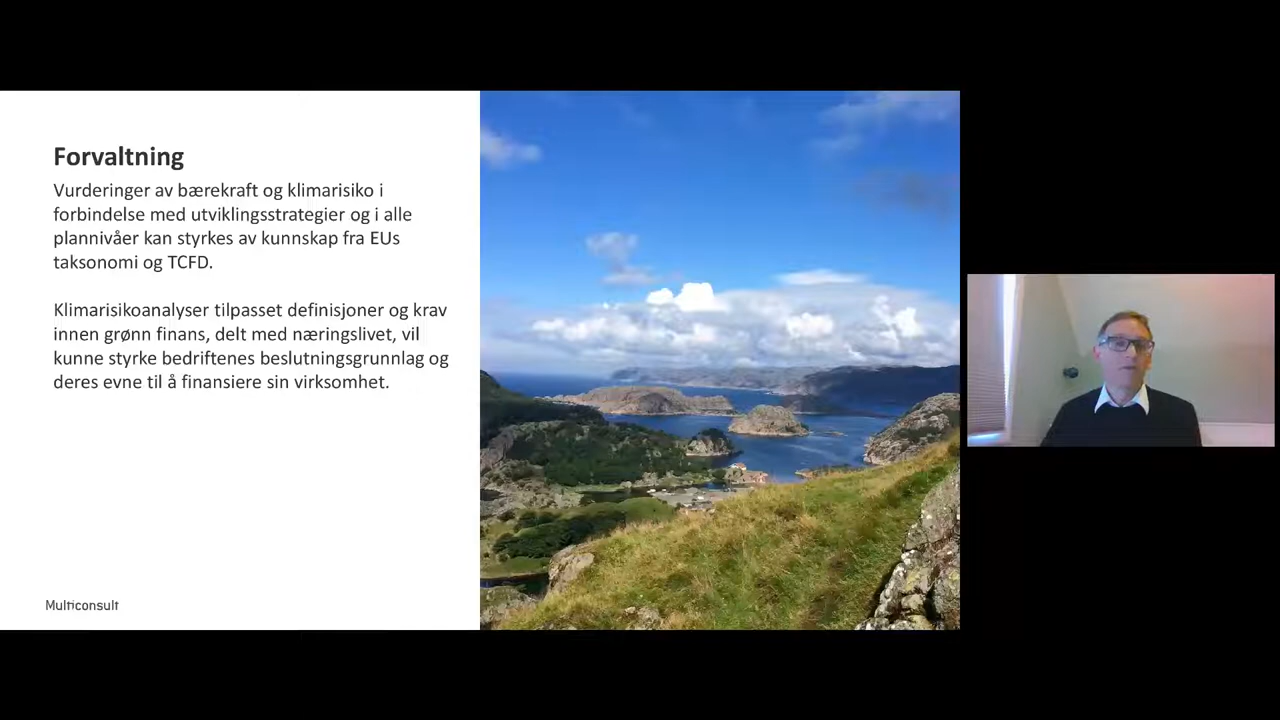 Forvaltning
Vurderinger av bærekraft og klimarisiko i
forbindelse med utviklingsstrategier og i alle
plannivåer kan styrkes av kunnskap fra EUs
taksonomi og TCFD.
Klimarisikoanalyser tilpasset definisjoner og krav
innen grønn finans, delt med næringslivet, vil
kunne styrke bedriftenes beslutningsgrunnlag og
deres evne til å finansiere sin virksomhet.
Multiconsult